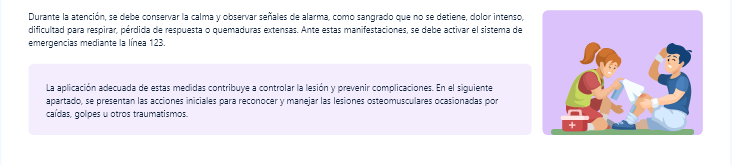 Durante la atención, se debe conservar la calma y observar señales de alarma, como sangrado que no se detiene, dolor intenso,
dificultad para respirar, pérdida de respuesta o quemaduras extensas. Ante estas manifestaciones, se debe activar el sistema de
emergencias mediante la línea 123.
La aplicación adecuada de estas medidas contribuye a controlar la lesión y prevenir complicaciones. En el siguiente
apartado, se presentan las acciones iniciales para reconocer y manejar las lesiones osteomusculares ocasionadas por
caídas, golpes u otros traumatismos.